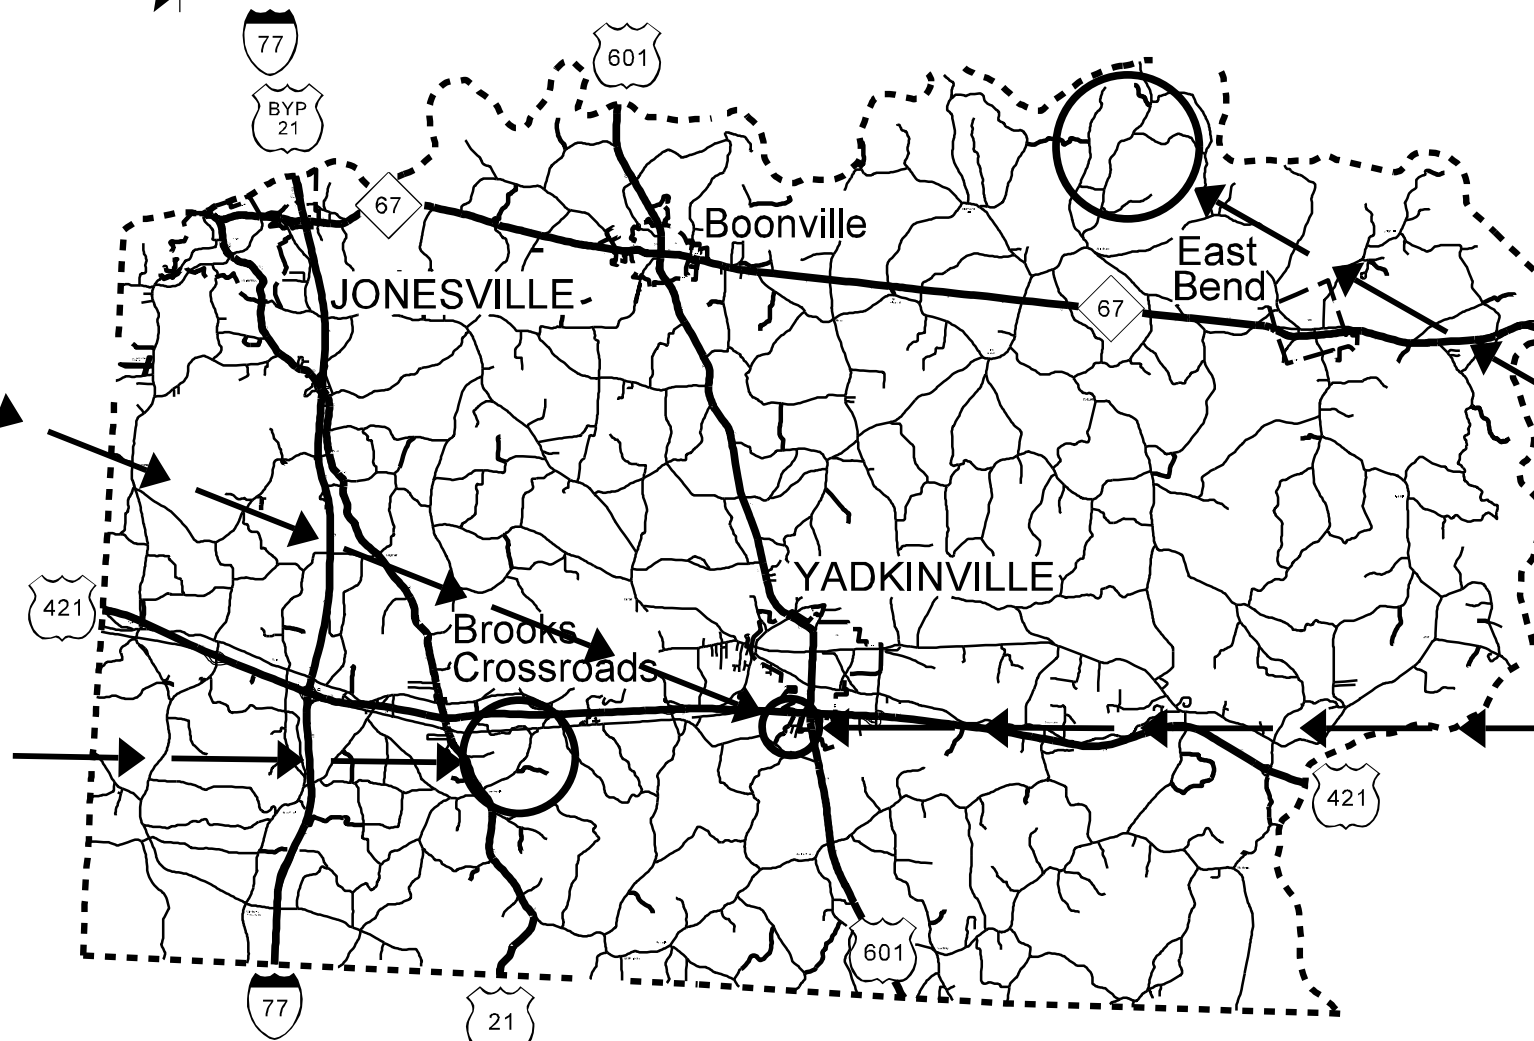 77
601
BYP
21
67
Boonville
East
Bend
JONESVILLE
67
YADKINVILLE
421
Brooks
Crossroads
421
601
77
21